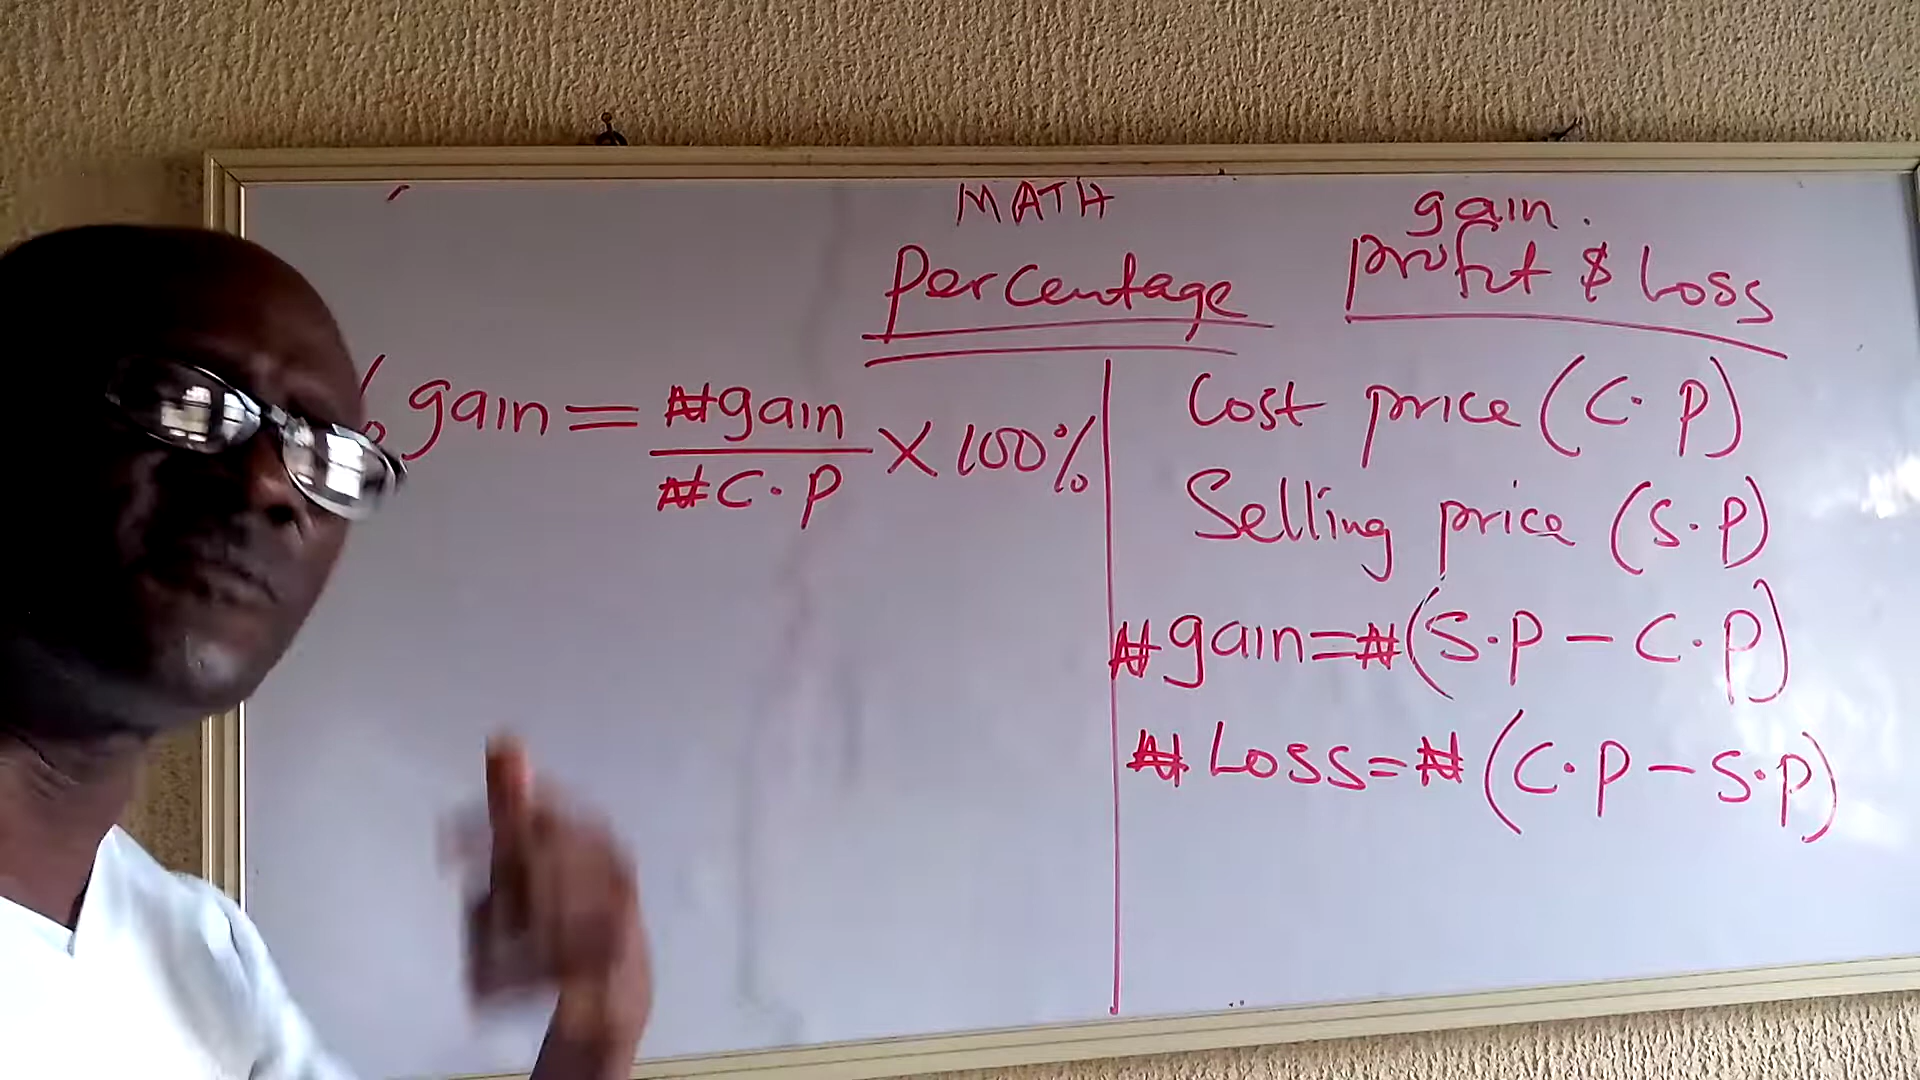 MATH
Percentage
% gain = ₦gain / ₦C.P × 100%
gain.
profit $ Loss
Cost price (C.P)
Selling price (S.P)
₦gain=₦(S.P - C.P)
₦Loss=₦(C.P - S.P)